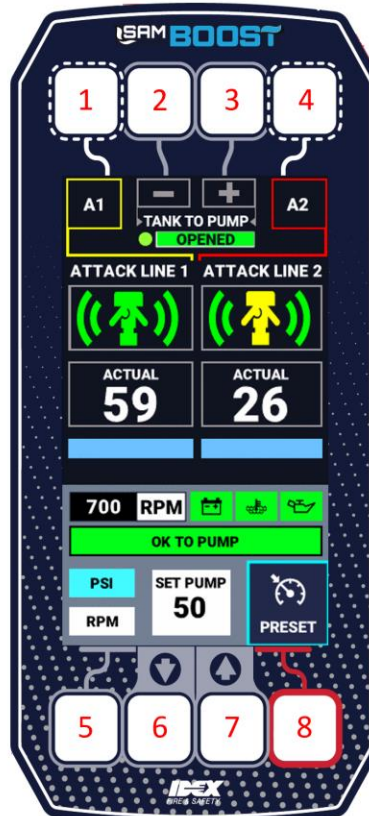 SAM BOOST
1 2 3 4
A1 − + A2
TANK TO PUMP
OPENED
ATTACK LINE 1 ATTACK LINE 2
ACTUAL ACTUAL
59 26
700 RPM
OK TO PUMP
PSI SET PUMP
50
RPM PRESET
5 6 7 8
IDEX
FIRE & SAFETY